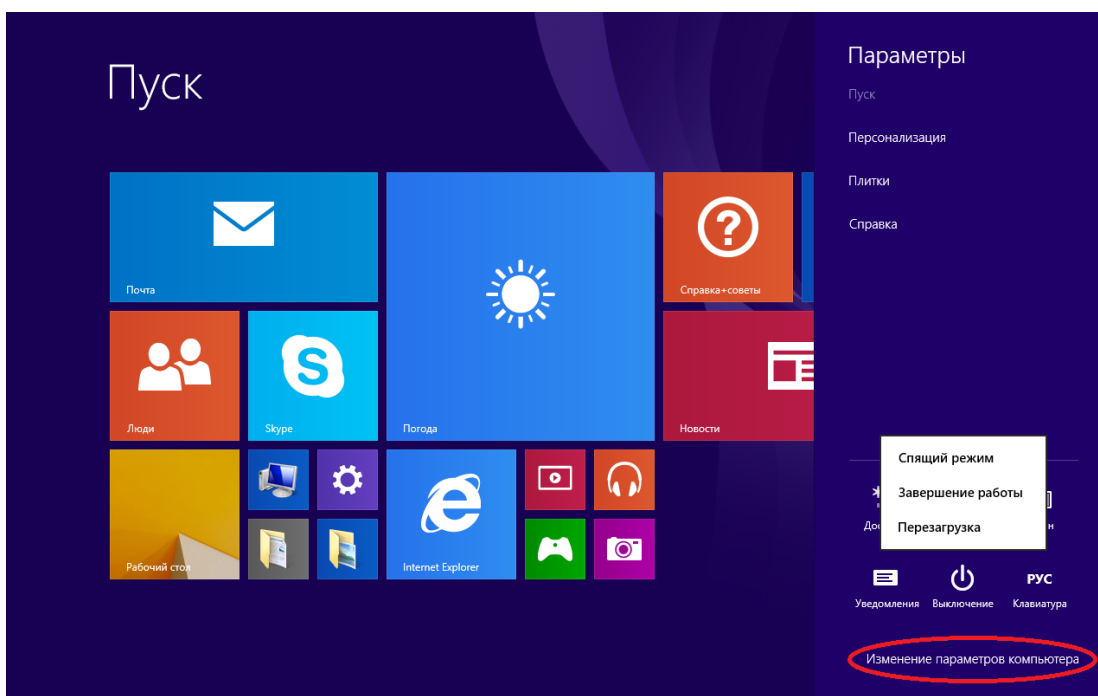 Пуск
Почта
Люди
Skype
Погода
Справка+советы
Новости
Рабочий стол
Internet Explorer
Параметры
Пуск
Персонализация
Плитки
Справка
Спящий режим
Завершение работы
Перезагрузка
Уведомления
Выключение
РУС
Клавиатура
Изменение параметров компьютера